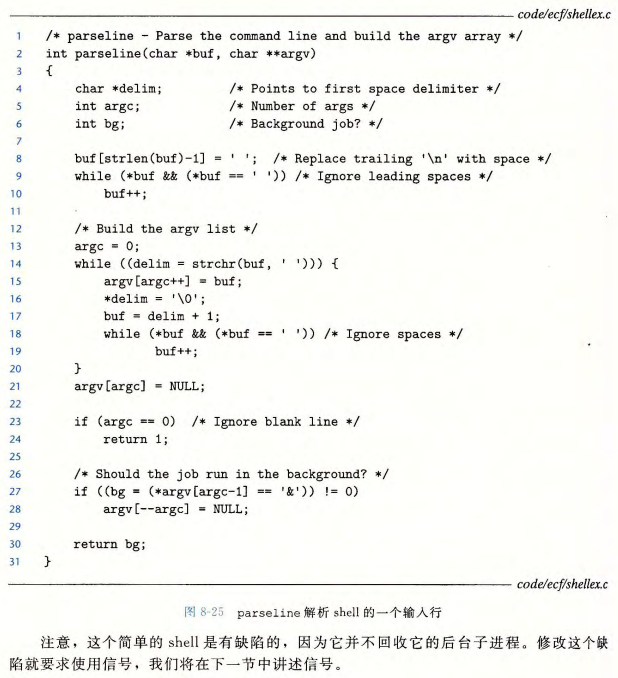 code/ecf/shellex.c
1 /* parseline - Parse the command line and build the argv array */
2 int parseline(char *buf, char **argv)
3 {
4     char *delim;         /* Points to first space delimiter */
5     int argc;            /* Number of args */
6     int bg;              /* Background job? */
7
8     buf[strlen(buf)-1] = ' ';  /* Replace trailing '\n' with space */
9     while (*buf && (*buf == ' ')) /* Ignore leading spaces */
10         buf++;
11
12     /* Build the argv list */
13     argc = 0;
14     while ((delim = strchr(buf, ' '))) {
15         argv[argc++] = buf;
16         *delim = '\0';
17         buf = delim + 1;
18         while (*buf && (*buf == ' ')) /* Ignore spaces */
19                buf++;
20     }
21     argv[argc] = NULL;
22
23     if (argc == 0)  /* Ignore blank line */
24         return 1;
25
26     /* Should the job run in the background? */
27     if ((bg = (*argv[argc-1] == '&')) != 0)
28         argv[--argc] = NULL;
29
30     return bg;
31 }
code/ecf/shellex.c
图 8-25 parseline 解析 shell 的一个输入行
注意，这个简单的 shell 是有缺陷的，因为它并不回收它的后台子进程。修改这个缺
陷就要求使用信号，我们将在下一节中讲述信号。